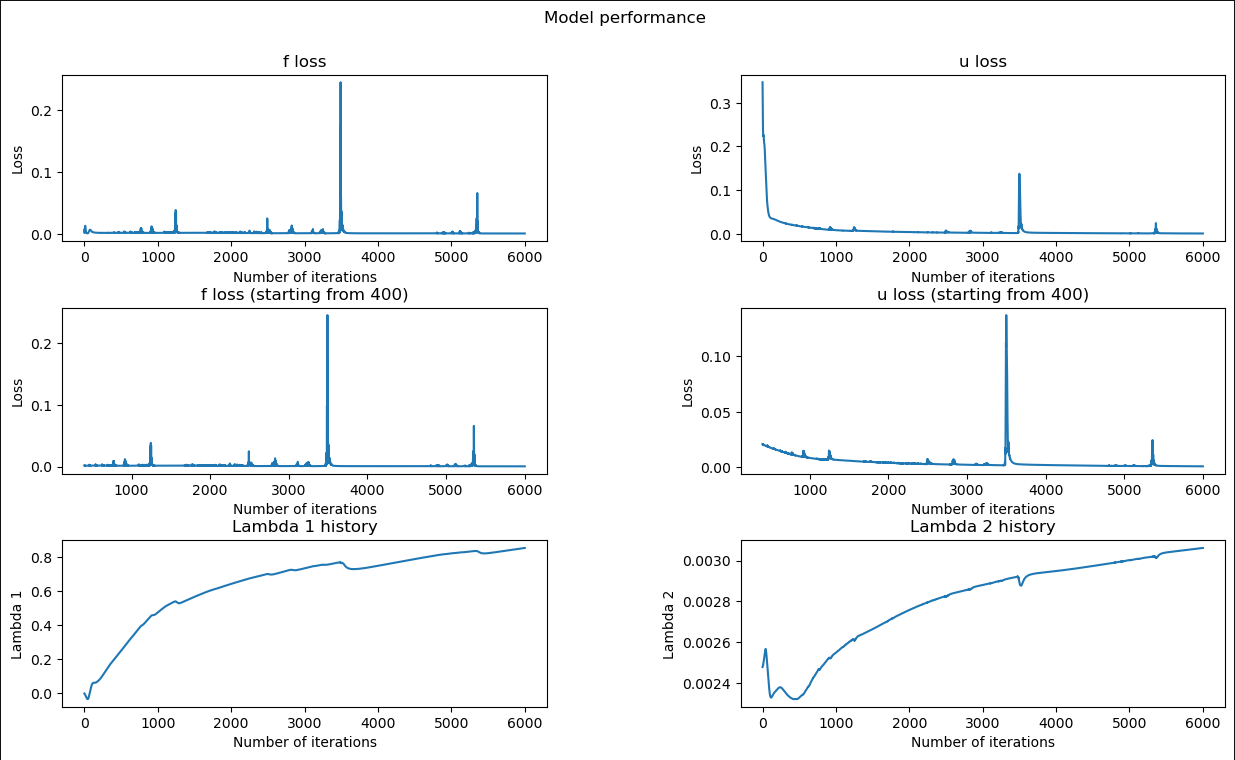 Model performance
f loss
0.2
0.1
0.0
Loss
0 1000 2000 3000 4000 5000 6000
Number of iterations
u loss
0.3
0.2
0.1
0.0
Loss
0 1000 2000 3000 4000 5000 6000
Number of iterations
f loss (starting from 400)
0.2
0.1
0.0
Loss
1000 2000 3000 4000 5000 6000
Number of iterations
u loss (starting from 400)
0.10
0.05
0.00
Loss
1000 2000 3000 4000 5000 6000
Number of iterations
Lambda 1 history
0.8
0.6
0.4
0.2
0.0
Lambda 1
0 1000 2000 3000 4000 5000 6000
Number of iterations
Lambda 2 history
0.0030
0.0028
0.0026
0.0024
Lambda 2
0 1000 2000 3000 4000 5000 6000
Number of iterations